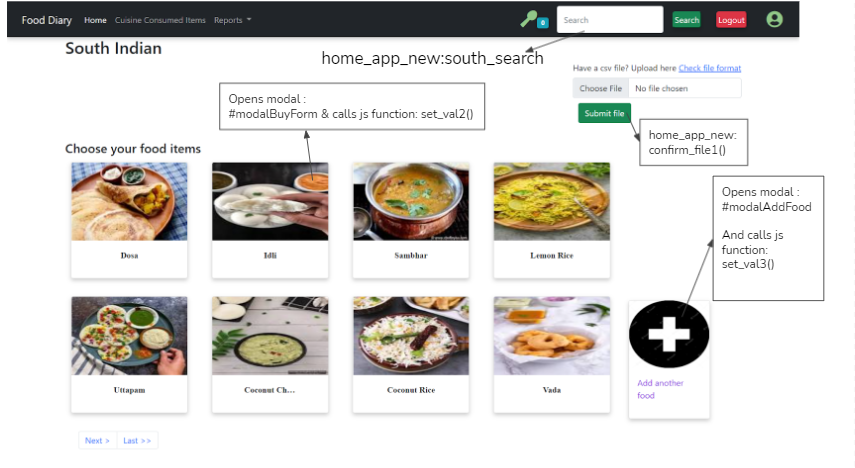 Food Diary Home Cuisine Consumed Items Reports 0 Search Search Logout
South Indian
home_app_new:south_search
Have a csv file? Upload here Check file format
Choose File No file chosen
Submit file
Opens modal :
#modalBuyForm & calls js function: set_val2()
home_app_new:
confirm_file1()
Choose your food items
Opens modal :
#modalAddFood
And calls js
function:
set_val3()
Dosa Idli Sambhar Lemon Rice
Uttapam Coconut Ch... Coconut Rice Vada
Add another
food
Next > Last >>